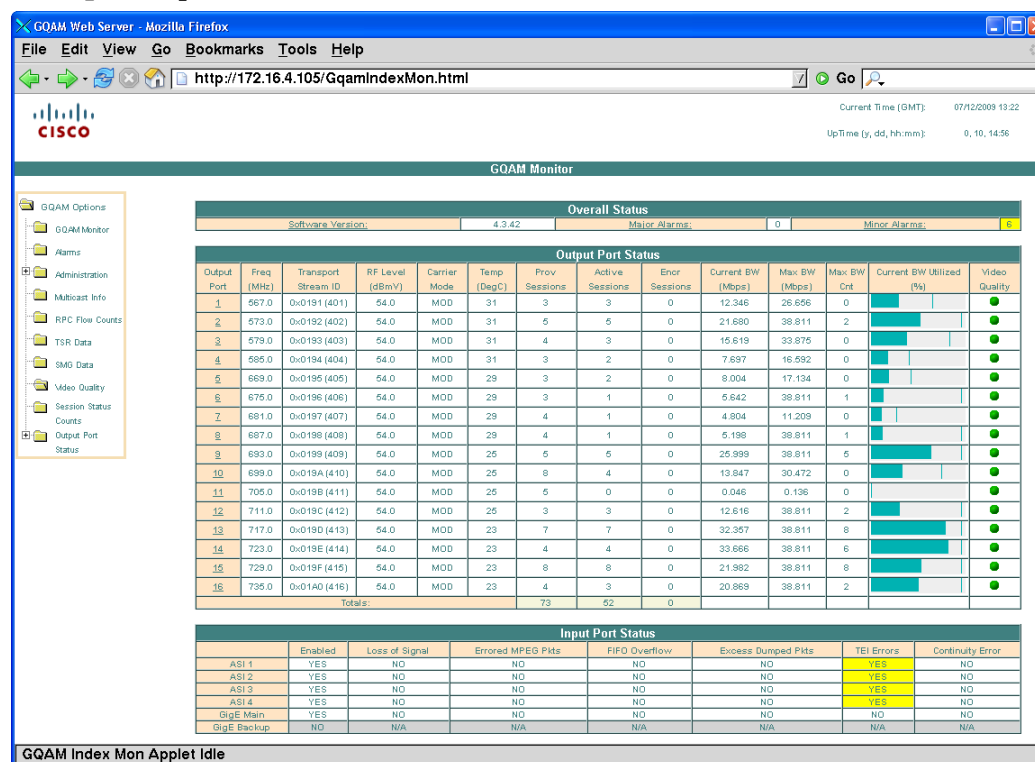 GQAM Web Server - Mozilla Firefox
File Edit View Go Bookmarks Tools Help
http://172.16.4.105/GqamIndexMon.html Go
CISCO
Current Time (GMT): 07/12/2009 13:22
UpTime (y, dd, hh:mm): 0, 10, 14:56
GQAM Monitor
GQAM Options
GQAM Monitor
Alarms
Administration
Multicast Info
RPC Flow Counts
TSR Data
SMG Data
Video Quality
Session Status Counts
Output Port Status
Overall Status
Software Version: 4.3.42 Major Alarms: 0 Minor Alarms: 6
Output Port Status
Output Port Freq (MHz) Transport Stream ID RF Level (dBmV) Carrier Mode Temp (DegC) Prov Sessions Active Sessions Encr Sessions Current BW (Mbps) Max BW (Mbps) Max BW Cnt Current BW Utilized (%) Video Quality
1 567.0 0x0191 (401) 54.0 MOD 31 3 3 0 12.346 26.656 0
2 573.0 0x0192 (402) 54.0 MOD 31 5 5 0 21.680 38.811 2
3 579.0 0x0193 (403) 54.0 MOD 31 4 3 0 15.619 33.875 0
4 585.0 0x0194 (404) 54.0 MOD 31 3 2 0 7.697 16.592 0
5 669.0 0x0195 (405) 54.0 MOD 29 3 2 0 8.004 17.134 0
6 675.0 0x0196 (406) 54.0 MOD 29 3 1 0 5.642 38.811 1
7 681.0 0x0197 (407) 54.0 MOD 29 4 1 0 4.804 11.209 0
8 687.0 0x0198 (408) 54.0 MOD 29 4 1 0 5.198 38.811 1
9 693.0 0x0199 (409) 54.0 MOD 25 5 5 0 25.999 38.811 5
10 699.0 0x019A (410) 54.0 MOD 25 8 4 0 13.847 30.472 0
11 705.0 0x019B (411) 54.0 MOD 25 5 0 0 0.046 0.136 0
12 711.0 0x019C (412) 54.0 MOD 25 3 3 0 12.616 38.811 2
13 717.0 0x019D (413) 54.0 MOD 23 7 7 0 32.357 38.811 8
14 723.0 0x019E (414) 54.0 MOD 23 4 4 0 33.666 38.811 6
15 729.0 0x019F (415) 54.0 MOD 23 8 8 0 21.982 38.811 8
16 735.0 0x01A0 (416) 54.0 MOD 23 4 3 0 20.869 38.811 2
Totals: 73 52 0
Input Port Status
Enabled Loss of Signal Errored MPEG Pkts FIFO Overflow Excess Dumped Pkts TEI Errors Continuity Error
ASI 1 YES NO NO NO NO YES NO
ASI 2 YES NO NO NO NO YES NO
ASI 3 YES NO NO NO NO YES NO
ASI 4 YES NO NO NO NO YES NO
GigE Main YES NO NO NO NO NO NO
GigE Backup NO N/A N/A N/A N/A N/A N/A
GQAM Index Mon Applet Idle